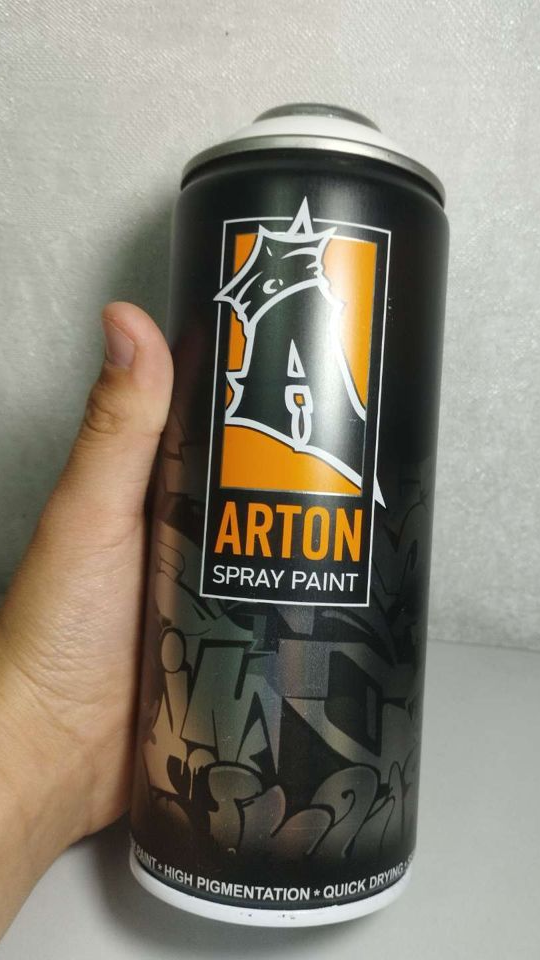 ARTON
SPRAY PAINT
PAINT * HIGH PIGMENTATION * QUICK DRYING